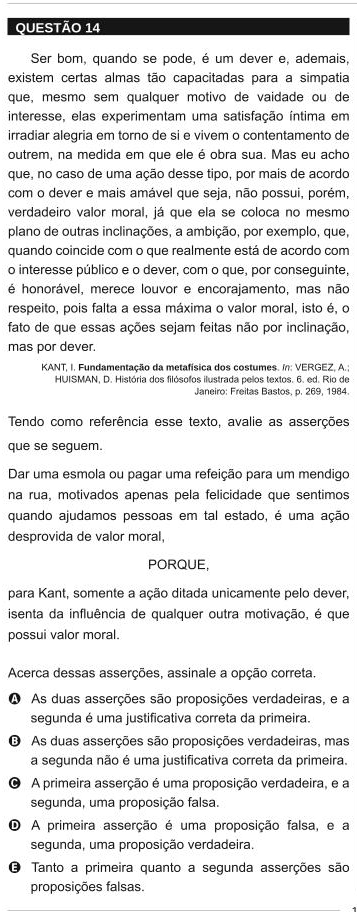 QUESTÃO 14
Ser bom, quando se pode, é um dever e, ademais,
existem certas almas tão capacitadas para a simpatia
que, mesmo sem qualquer motivo de vaidade ou de
interesse, elas experimentam uma satisfação íntima em
irradiar alegria em torno de si e vivem o contentamento de
outrem, na medida em que ele é obra sua. Mas eu acho
que, no caso de uma ação desse tipo, por mais de acordo
com o dever e mais amável que seja, não possui, porém,
verdadeiro valor moral, já que ela se coloca no mesmo
plano de outras inclinações, a ambição, por exemplo, que,
quando coincide com o que realmente está de acordo com
o interesse público e o dever, com o que, por conseguinte,
é honorável, merece louvor e encorajamento, mas não
respeito, pois falta a essa máxima o valor moral, isto é, o
fato de que essas ações sejam feitas não por inclinação,
mas por dever.
KANT, I. Fundamentação da metafísica dos costumes. In: VERGEZ, A.;
HUISMAN, D. História dos filósofos ilustrada pelos textos. 6. ed. Rio de
Janeiro: Freitas Bastos, p. 269, 1984.
Tendo como referência esse texto, avalie as asserções
que se seguem.
Dar uma esmola ou pagar uma refeição para um mendigo
na rua, motivados apenas pela felicidade que sentimos
quando ajudamos pessoas em tal estado, é uma ação
desprovida de valor moral,
PORQUE,
para Kant, somente a ação ditada unicamente pelo dever,
isenta da influência de qualquer outra motivação, é que
possui valor moral.
Acerca dessas asserções, assinale a opção correta.
A As duas asserções são proposições verdadeiras, e a
segunda é uma justificativa correta da primeira.
B As duas asserções são proposições verdadeiras, mas
a segunda não é uma justificativa correta da primeira.
C A primeira asserção é uma proposição verdadeira, e a
segunda, uma proposição falsa.
D A primeira asserção é uma proposição falsa, e a
segunda, uma proposição verdadeira.
E Tanto a primeira quanto a segunda asserções são
proposições falsas.